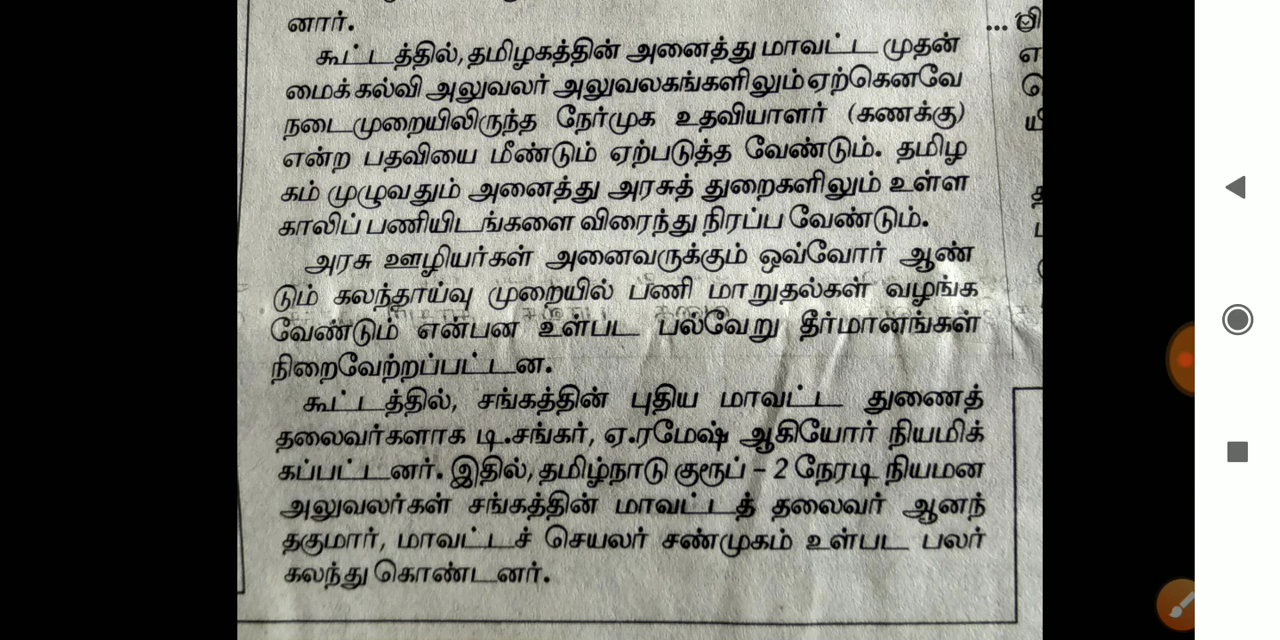 னார்.
கூட்டத்தில், தமிழகத்தின் அனைத்து மாவட்ட முதன்
மைக் கல்வி அலுவலர் அலுவலகங்களிலும் ஏற்கெனவே
நடைமுறையிலிருந்த நேர்முக உதவியாளர் (கணக்கு)
என்ற பதவியை மீண்டும் ஏற்படுத்த வேண்டும். தமிழ
கம் முழுவதும் அனைத்து அரசுத் துறைகளிலும் உள்ள
காலிப் பணியிடங்களை விரைந்து நிரப்ப வேண்டும்.
அரசு ஊழியர்கள் அனைவருக்கும் ஒவ்வோர் ஆண்
டும் கலந்தாய்வு முறையில் பணி மாறுதல்கள் வழங்க
வேண்டும் என்பன உள்பட பல்வேறு தீர்மானங்கள்
நிறைவேற்றப்பட்டன.
கூட்டத்தில், சங்கத்தின் புதிய மாவட்ட துணைத்
தலைவர்களாக டி.சங்கர், ஏ.ரமேஷ் ஆகியோர் நியமிக்
கப்பட்டனர். இதில், தமிழ்நாடு குரூப் – 2 நேரடி நியமன
அலுவலர்கள் சங்கத்தின் மாவட்டத் தலைவர் ஆனந்
தகுமார், மாவட்டச் செயலர் சண்முகம் உள்பட பலர்
கலந்து கொண்டனர்.